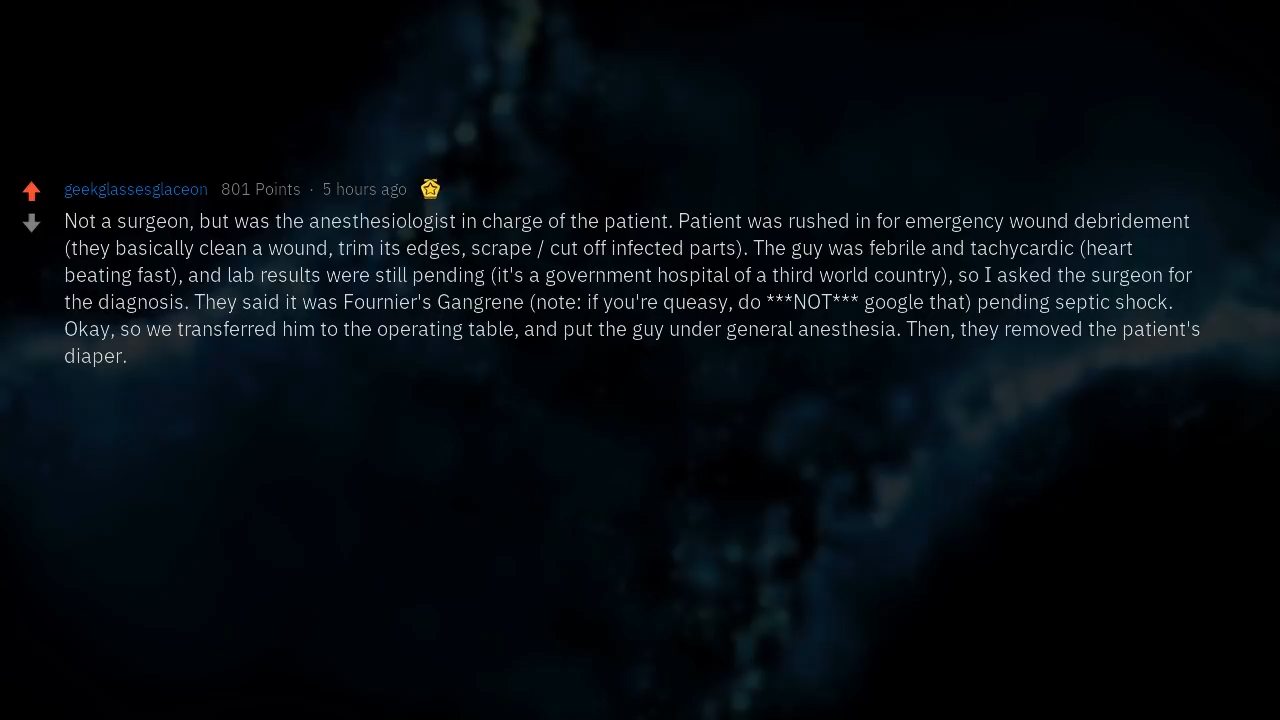 geekglassesglaceon 801 Points · 5 hours ago
Not a surgeon, but was the anesthesiologist in charge of the patient. Patient was rushed in for emergency wound debridement
(they basically clean a wound, trim its edges, scrape / cut off infected parts). The guy was febrile and tachycardic (heart
beating fast), and lab results were still pending (it's a government hospital of a third world country), so I asked the surgeon for
the diagnosis. They said it was Fournier's Gangrene (note: if you're queasy, do ***NOT*** google that) pending septic shock.
Okay, so we transferred him to the operating table, and put the guy under general anesthesia. Then, they removed the patient's
diaper.